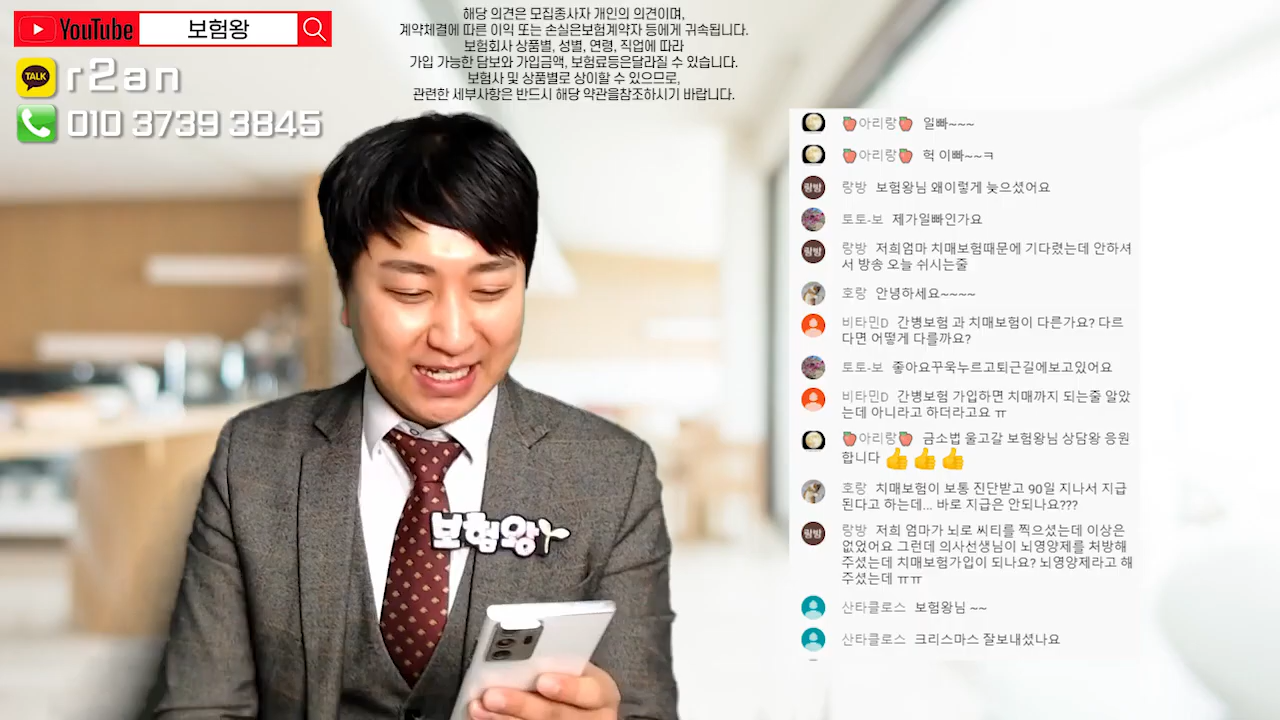 YouTube 보험왕
TALK r2an
010 3739 3845
해당 의견은 모집종사자 개인의 의견이며,
계약체결에 따른 이익 또는 손실은보험계약자 등에게 귀속됩니다.
보험회사 상품별, 성별, 연령, 직업에 따라
가입 가능한 담보와 가입금액, 보험료등은달라질 수 있습니다.
보험사 및 상품별로 상이할 수 있으므로,
관련한 세부사항은 반드시 해당 약관을참조하시기 바랍니다.
🍎아리랑🍎 일빠~~~
🍎아리랑🍎 헉 이빠~~ㅋ
랑방 랑방 보험왕님 왜이렇게 늦으셨어요
토토-보 제가일빠인가요
랑방 랑방 저희엄마 치매보험때문에 기다렸는데 안하셔
서 방송 오늘 쉬시는줄
호랑 안녕하세요~~~~
비타민D 간병보험 과 치매보험이 다른가요? 다르
다면 어떻게 다를까요?
토토-보 좋아요꾸욱누르고퇴근길에보고있어요
비타민D 간병보험 가입하면 치매까지 되는줄 알았
는데 아니라고 하더라고요 ㅠ
🍎아리랑🍎 금소법 울고갈 보험왕님 상담왕 응원
합니다 👍👍👍
호랑 치매보험이 보통 진단받고 90일 지나서 지급
된다고 하는데... 바로 지급은 안되나요???
랑방 랑방 저희 엄마가 뇌로 씨티를 찍으셨는데 이상은
없었어요 그런데 의사선생님이 뇌영양제를 처방해
주셨는데 치매보험가입이 되나요? 뇌영양제라고 해
주셨는데 ㅠㅠ
산타클로스 보험왕님 ~~
산타클로스 크리스마스 잘보내셨나요
보험왕